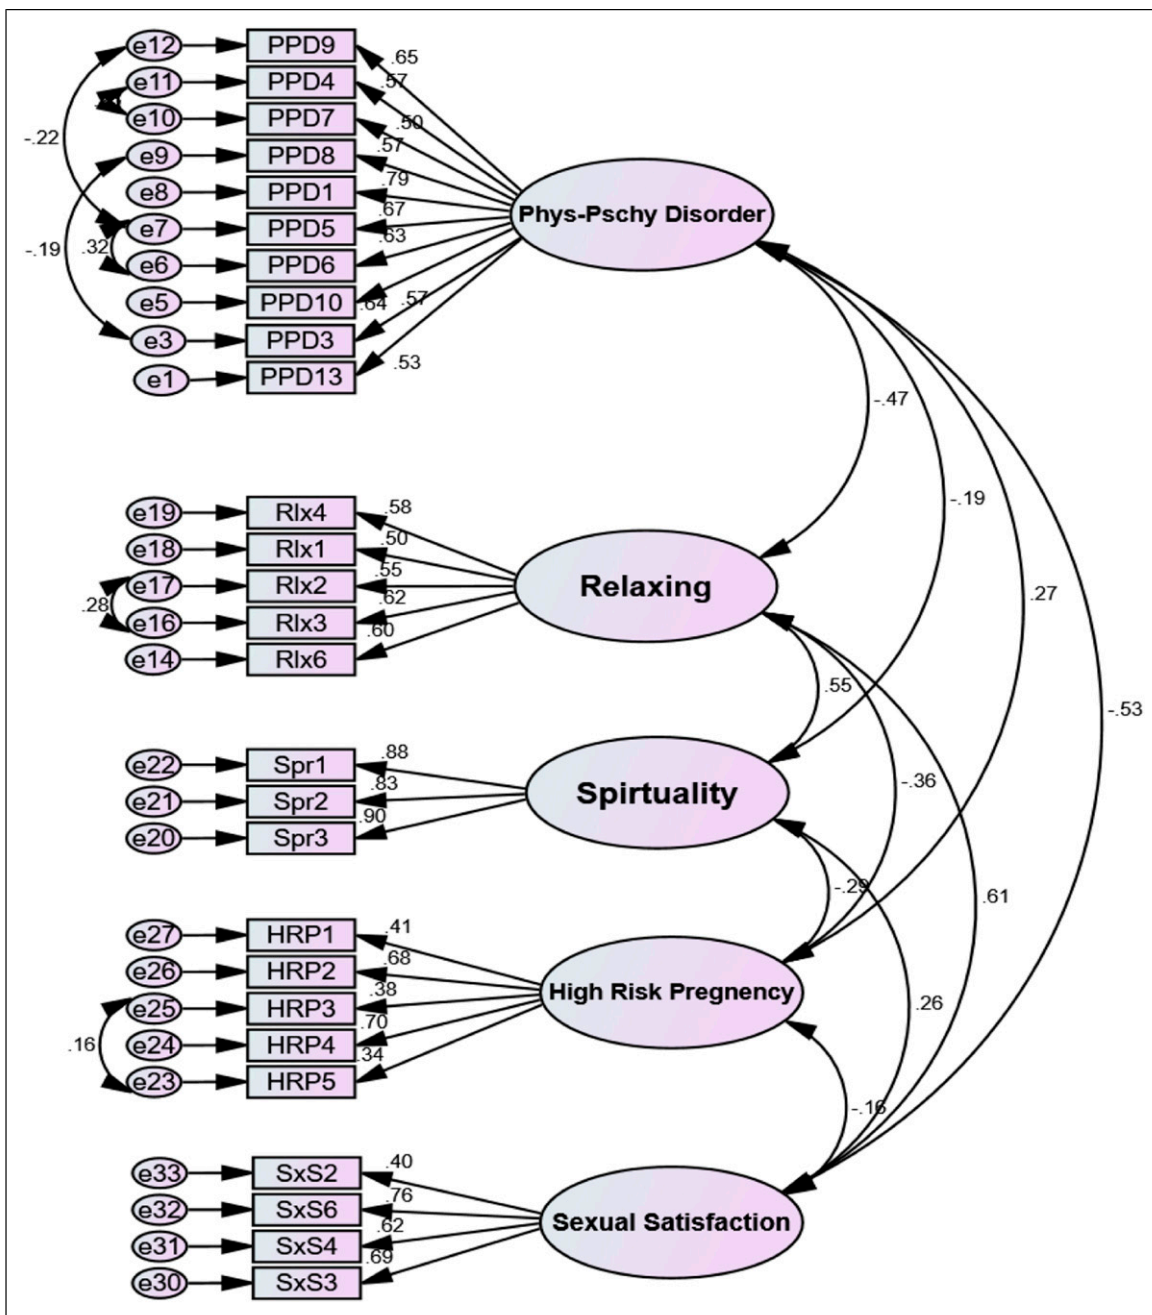 e12 PPD9 .65
e11 PPD4 .57
e10 PPD7 .50
-.22
e9 PPD8 .57
e8 PPD1 .79
e7 PPD5 .67
Phys-Pschy Disorder
-.19 .32
e6 PPD6 .63
e5 PPD10 .64 .57
e3 PPD3
e1 PPD13 .53
-.47
-.19
.27
-.53
e19 Rlx4 .58
e18 Rlx1 .50
e17 Rlx2 .55
Relaxing
.28
e16 Rlx3 .62
e14 Rlx6 .60
.55
-.36
.61
e22 Spr1 .88
e21 Spr2 .83
Spirtuality
e20 Spr3 .90
-.29
.26
e27 HRP1 .41
e26 HRP2 .68
e25 HRP3 .38
High Risk Pregnency
.16
e24 HRP4 .70
e23 HRP5 .34
-.16
e33 SxS2 .40
e32 SxS6 .76
Sexual Satisfaction
e31 SxS4 .62
e30 SxS3 .69